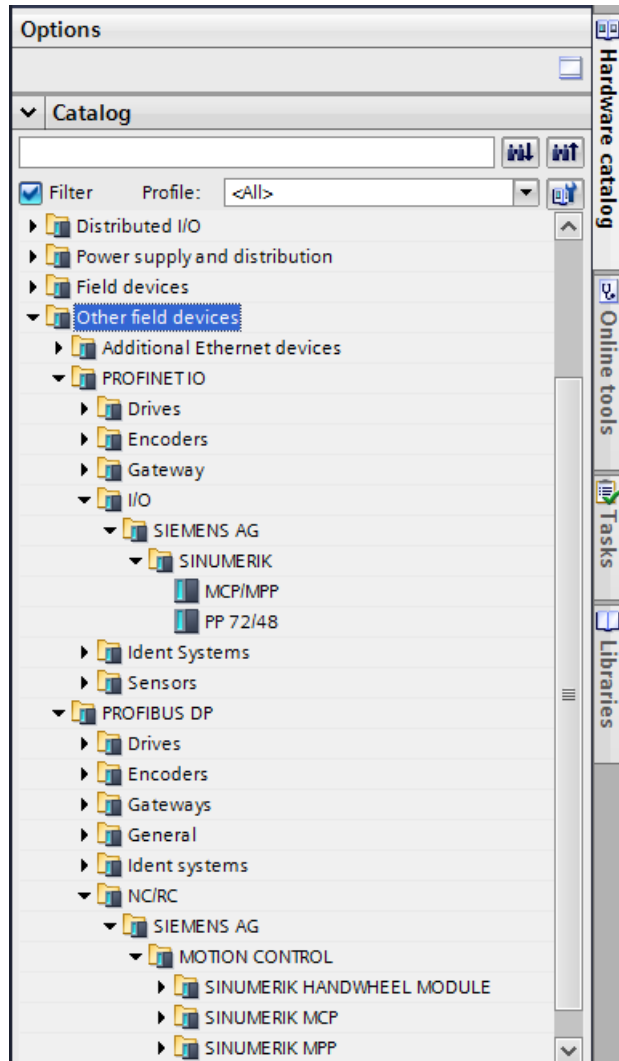 Options
Catalog
Filter Profile: <All>
Distributed I/O
Power supply and distribution
Field devices
Other field devices
Additional Ethernet devices
PROFINET IO
Drives
Encoders
Gateway
I/O
SIEMENS AG
SINUMERIK
MCP/MPP
PP 72/48
Ident Systems
Sensors
PROFIBUS DP
Drives
Encoders
Gateways
General
Ident systems
NC/RC
SIEMENS AG
MOTION CONTROL
SINUMERIK HANDWHEEL MODULE
SINUMERIK MCP
SINUMERIK MPP
Hardware catalog
Online tools
Tasks
Libraries